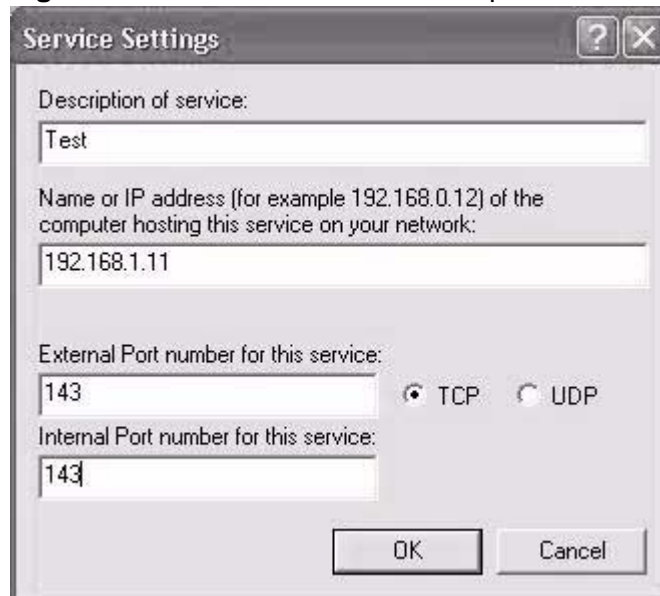 Service Settings
Description of service:
Test
Name or IP address (for example 192.168.0.12) of the
computer hosting this service on your network:
192.168.1.11
External Port number for this service:
143
TCP
UDP
Internal Port number for this service:
143
OK
Cancel